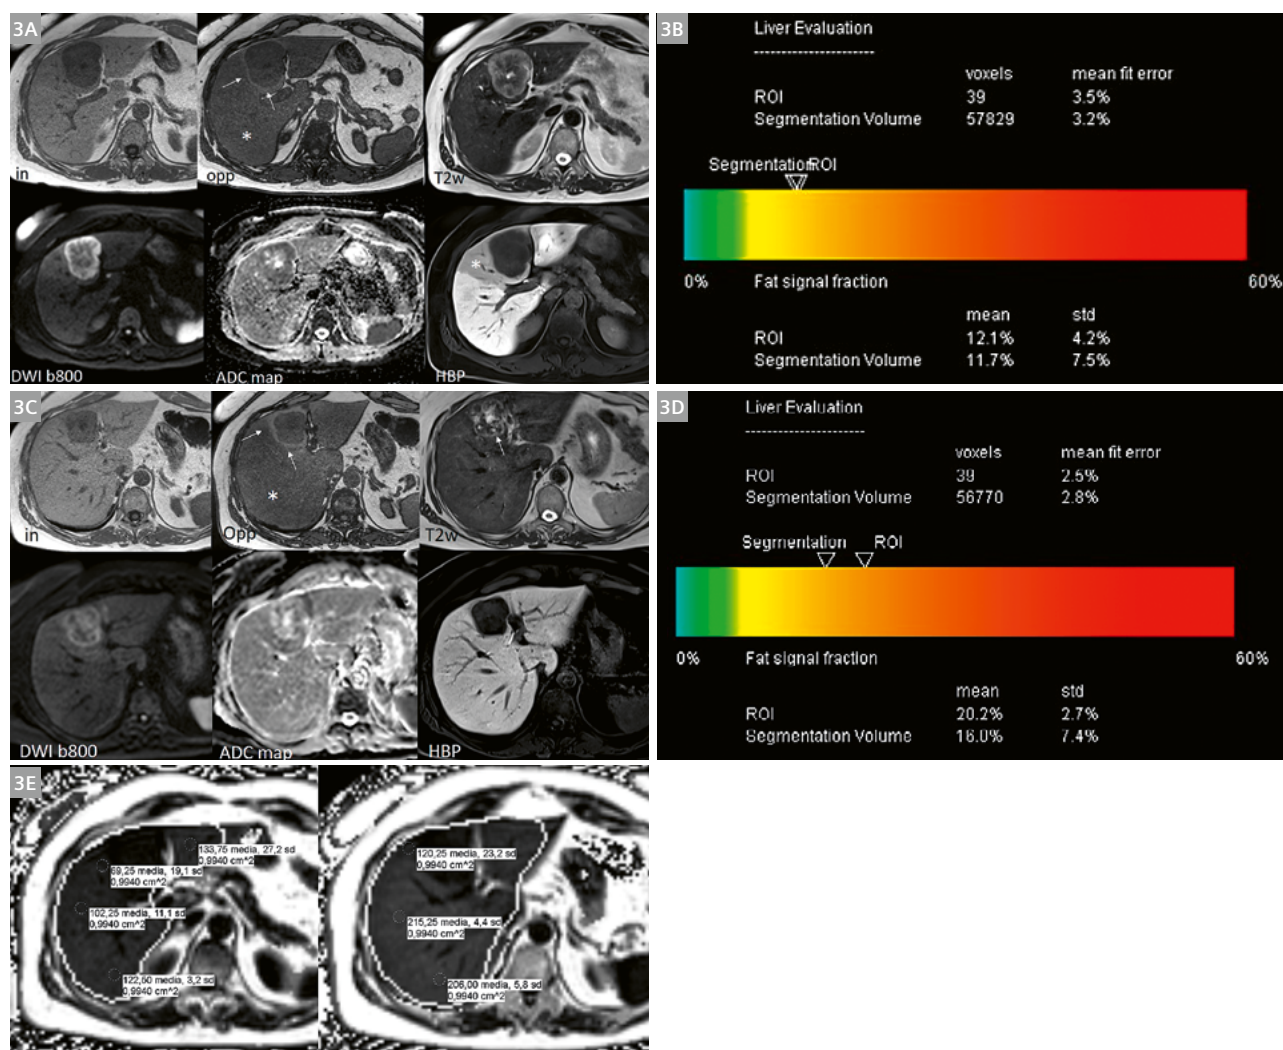 3A
in
opp
*
T2w
DWI b800
ADC map
*
HBP
3B
Liver Evaluation
----------------------
voxels mean fit error
ROI 39 3.5%
Segmentation Volume 57829 3.2%
Segmentation ROI
0% Fat signal fraction 60%
mean std
ROI 12.1% 4.2%
Segmentation Volume 11.7% 7.5%
3C
in
Opp
*
T2w
DWI b800
ADC map
HBP
3D
Liver Evaluation
----------------------
voxels mean fit error
ROI 39 2.5%
Segmentation Volume 56770 2.8%
Segmentation ROI
0% Fat signal fraction 60%
mean std
ROI 20.2% 2.7%
Segmentation Volume 16.0% 7.4%
3E
133,75 media, 27,2 sd
0,9940 cm^2
69,25 media, 19,1 sd
0,9940 cm^2
102,25 media, 11,1 sd
0,9940 cm^2
122,50 media, 3,2 sd
0,9940 cm^2
120,25 media, 23,2 sd
0,9940 cm^2
215,25 media, 4,4 sd
0,9940 cm^2
206,00 media, 5,8 sd
0,9940 cm^2